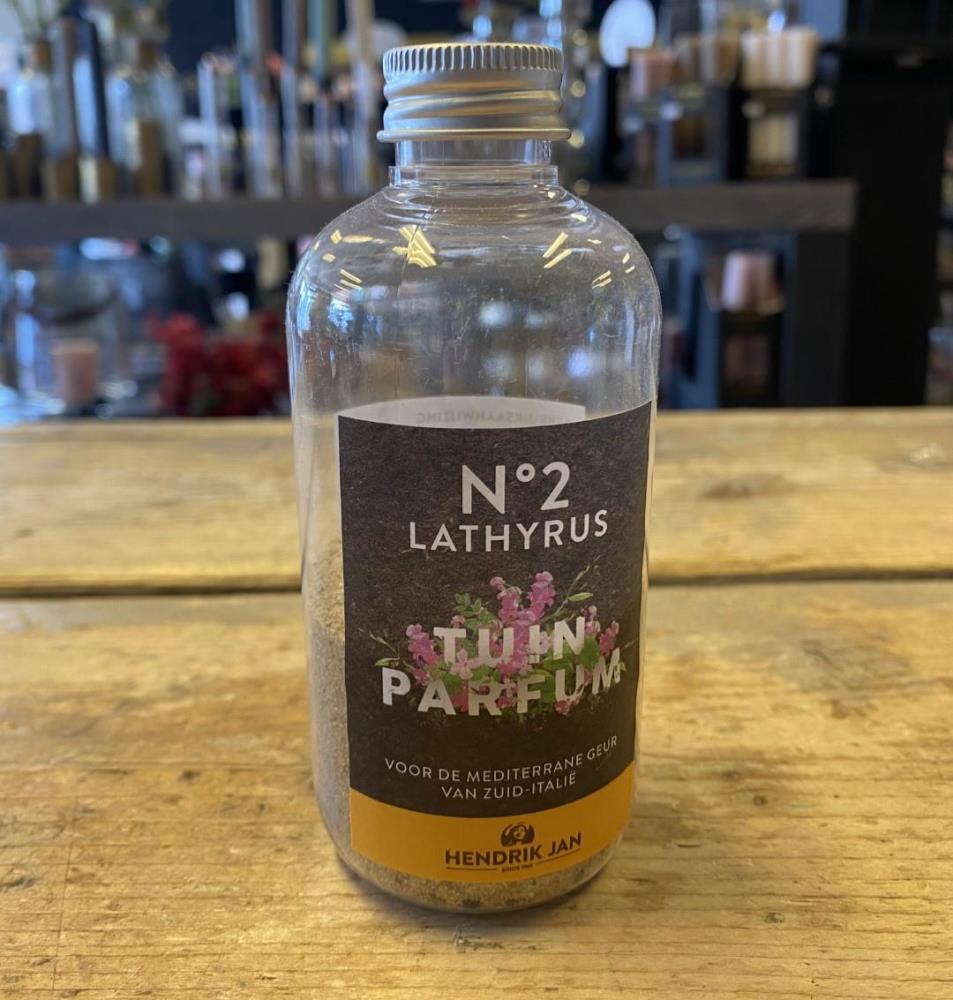 N°2
LATHYRUS
TUIN
PARFUM
VOOR DE MEDITERRANE GEUR
VAN ZUID-ITALIË
HENDRIK JAN